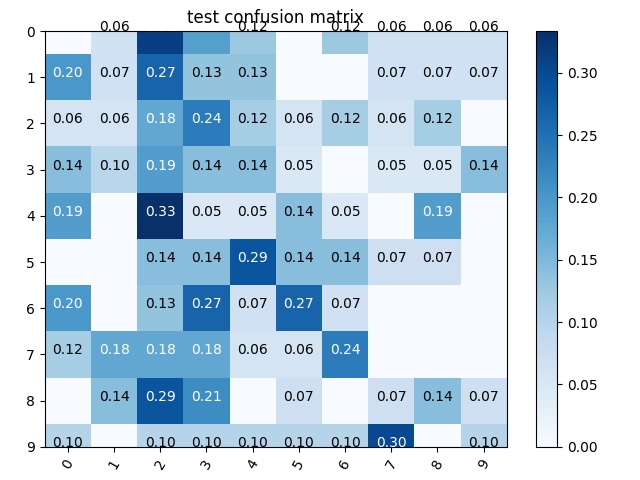 test confusion matrix
0 0.06 0.12 0.12 0.06 0.06 0.06
1 0.20 0.07 0.27 0.13 0.13 0.07 0.07 0.07 0.30
2 0.06 0.06 0.18 0.24 0.12 0.06 0.12 0.06 0.12 0.25
3 0.14 0.10 0.19 0.14 0.14 0.05 0.05 0.05 0.14 0.20
4 0.19 0.33 0.05 0.05 0.14 0.05 0.19 0.15
5 0.14 0.14 0.29 0.14 0.14 0.07 0.07
6 0.20 0.13 0.27 0.07 0.27 0.07 0.10
7 0.12 0.18 0.18 0.18 0.06 0.06 0.24
8 0.14 0.29 0.21 0.07 0.07 0.14 0.07 0.05
9 0.10 0.10 0.10 0.10 0.10 0.10 0.30 0.10 0.00
0 1 2 3 4 5 6 7 8 9